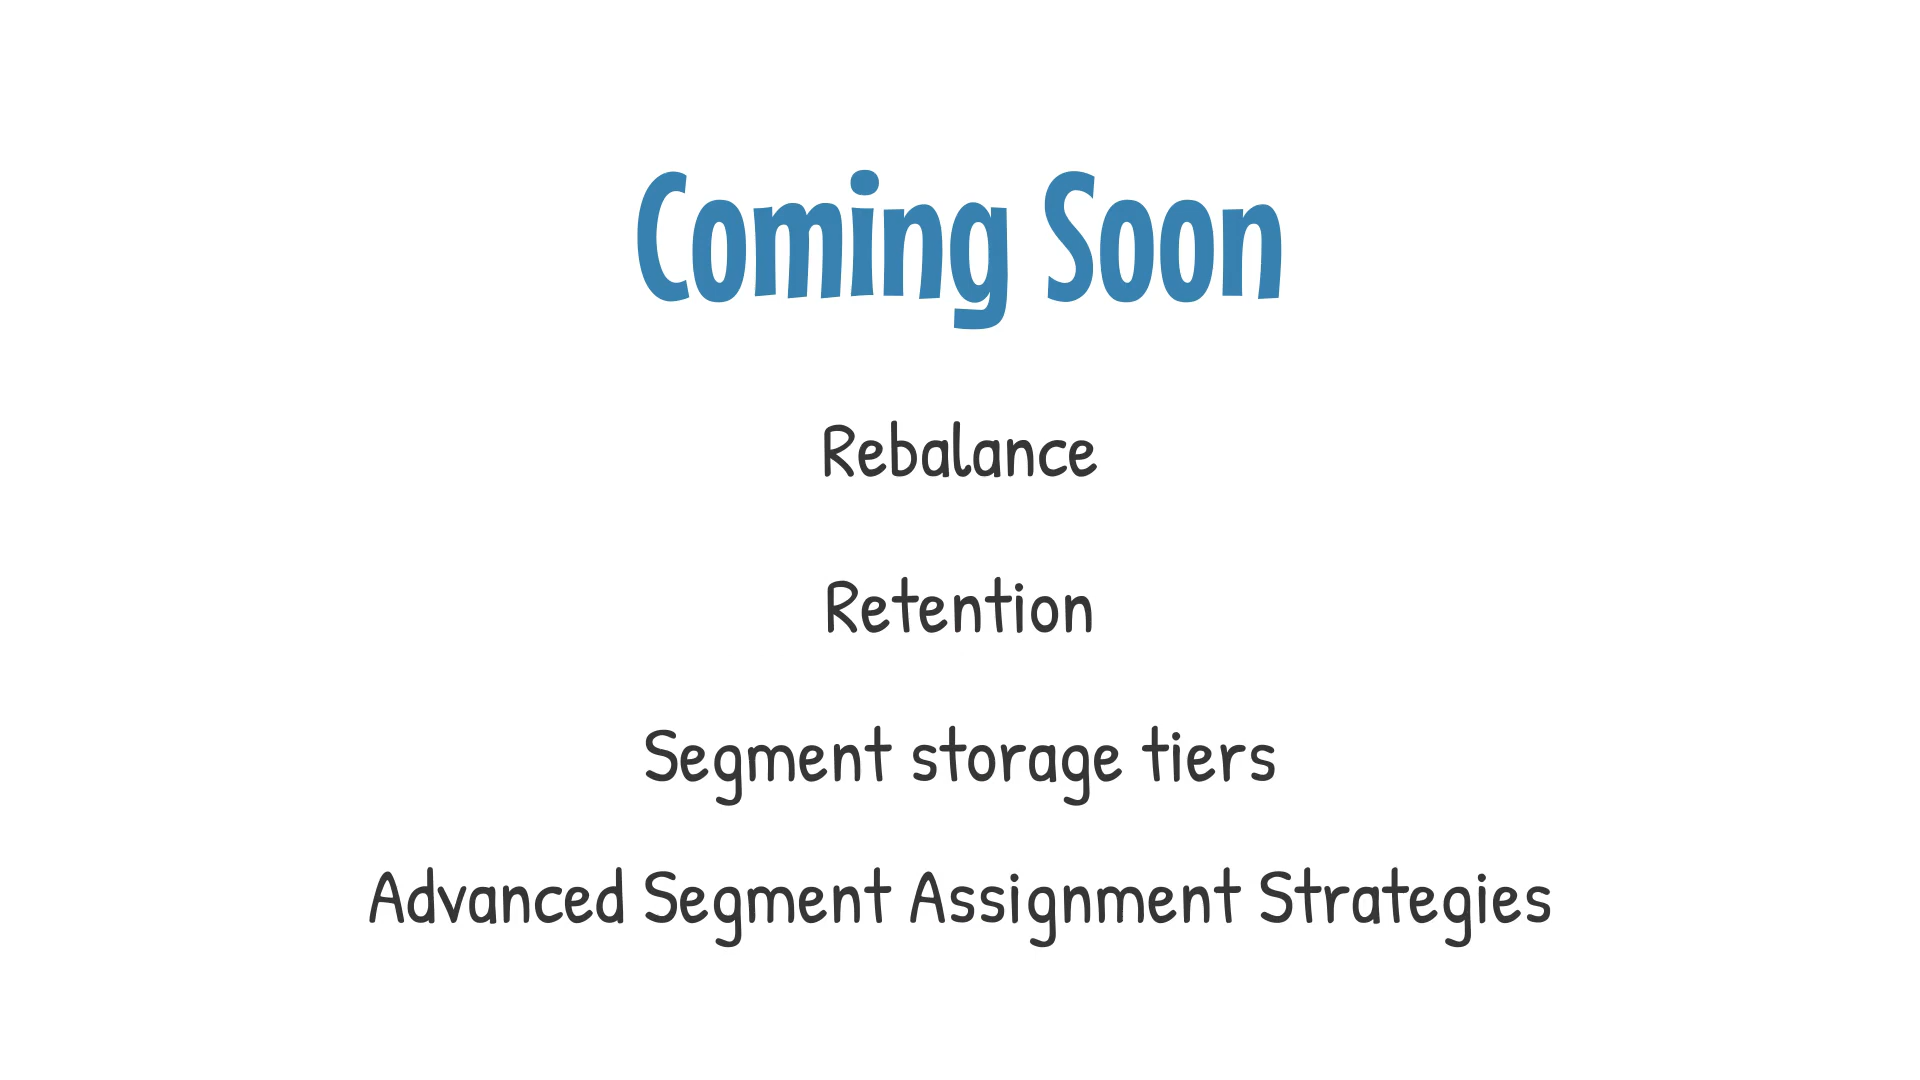 Coming Soon
Rebalance
Retention
Segment storage tiers
Advanced Segment Assignment Strategies